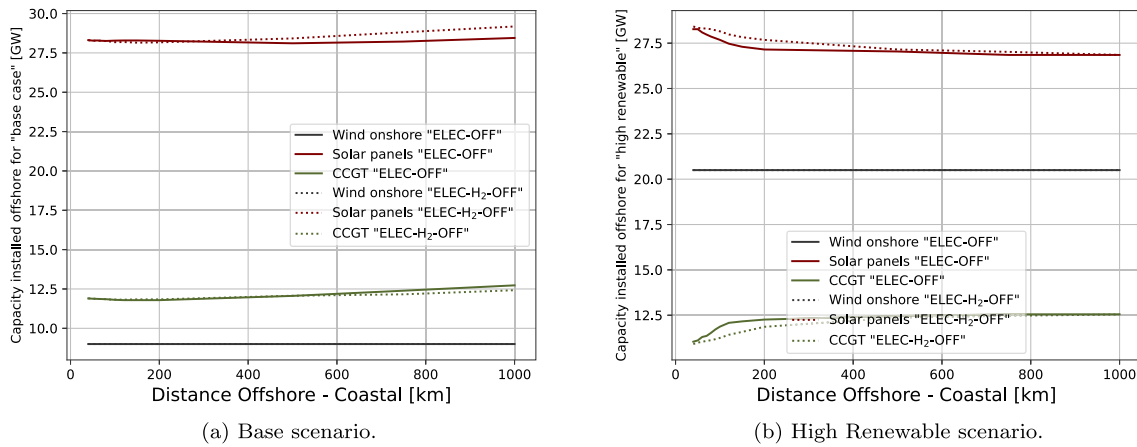 Capacity installed offshore for "base case" [GW]
30.0
27.5
25.0
22.5
20.0
17.5
15.0
12.5
9.0
Wind onshore "ELEC-OFF"
Solar panels "ELEC-OFF"
CCGT "ELEC-OFF"
Wind onshore "ELEC-H₂-OFF"
Solar panels "ELEC-H₂-OFF"
CCGT "ELEC-H₂-OFF"
0 200 400 600 800 1000
Distance Offshore - Coastal [km]
(a) Base scenario.
Capacity installed offshore for "high renewable" [GW]
27.5
25.0
22.5
20.0
17.5
15.0
12.5
Wind onshore "ELEC-OFF"
Solar panels "ELEC-OFF"
CCGT "ELEC-OFF"
Wind onshore "ELEC-H₂-OFF"
Solar panels "ELEC-H₂-OFF"
CCGT "ELEC-H₂-OFF"
0 200 400 600 800 1000
Distance Offshore - Coastal [km]
(b) High Renewable scenario.